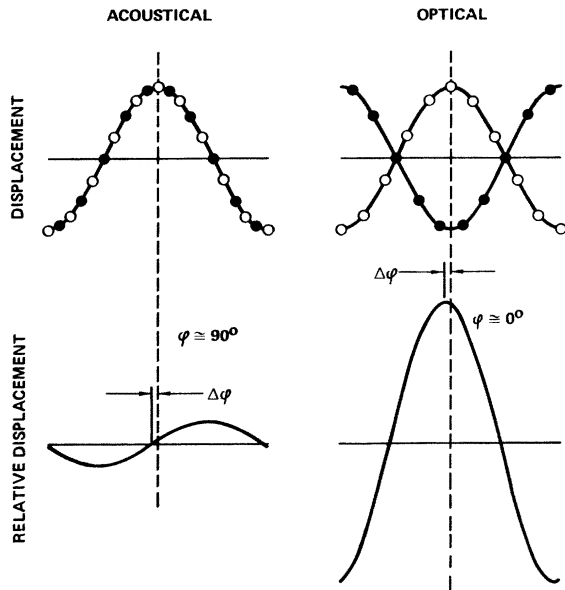 ACOUSTICAL
OPTICAL
DISPLACEMENT
Δφ
φ ≅ 90°
φ ≅ 0°
Δφ
RELATIVE DISPLACEMENT